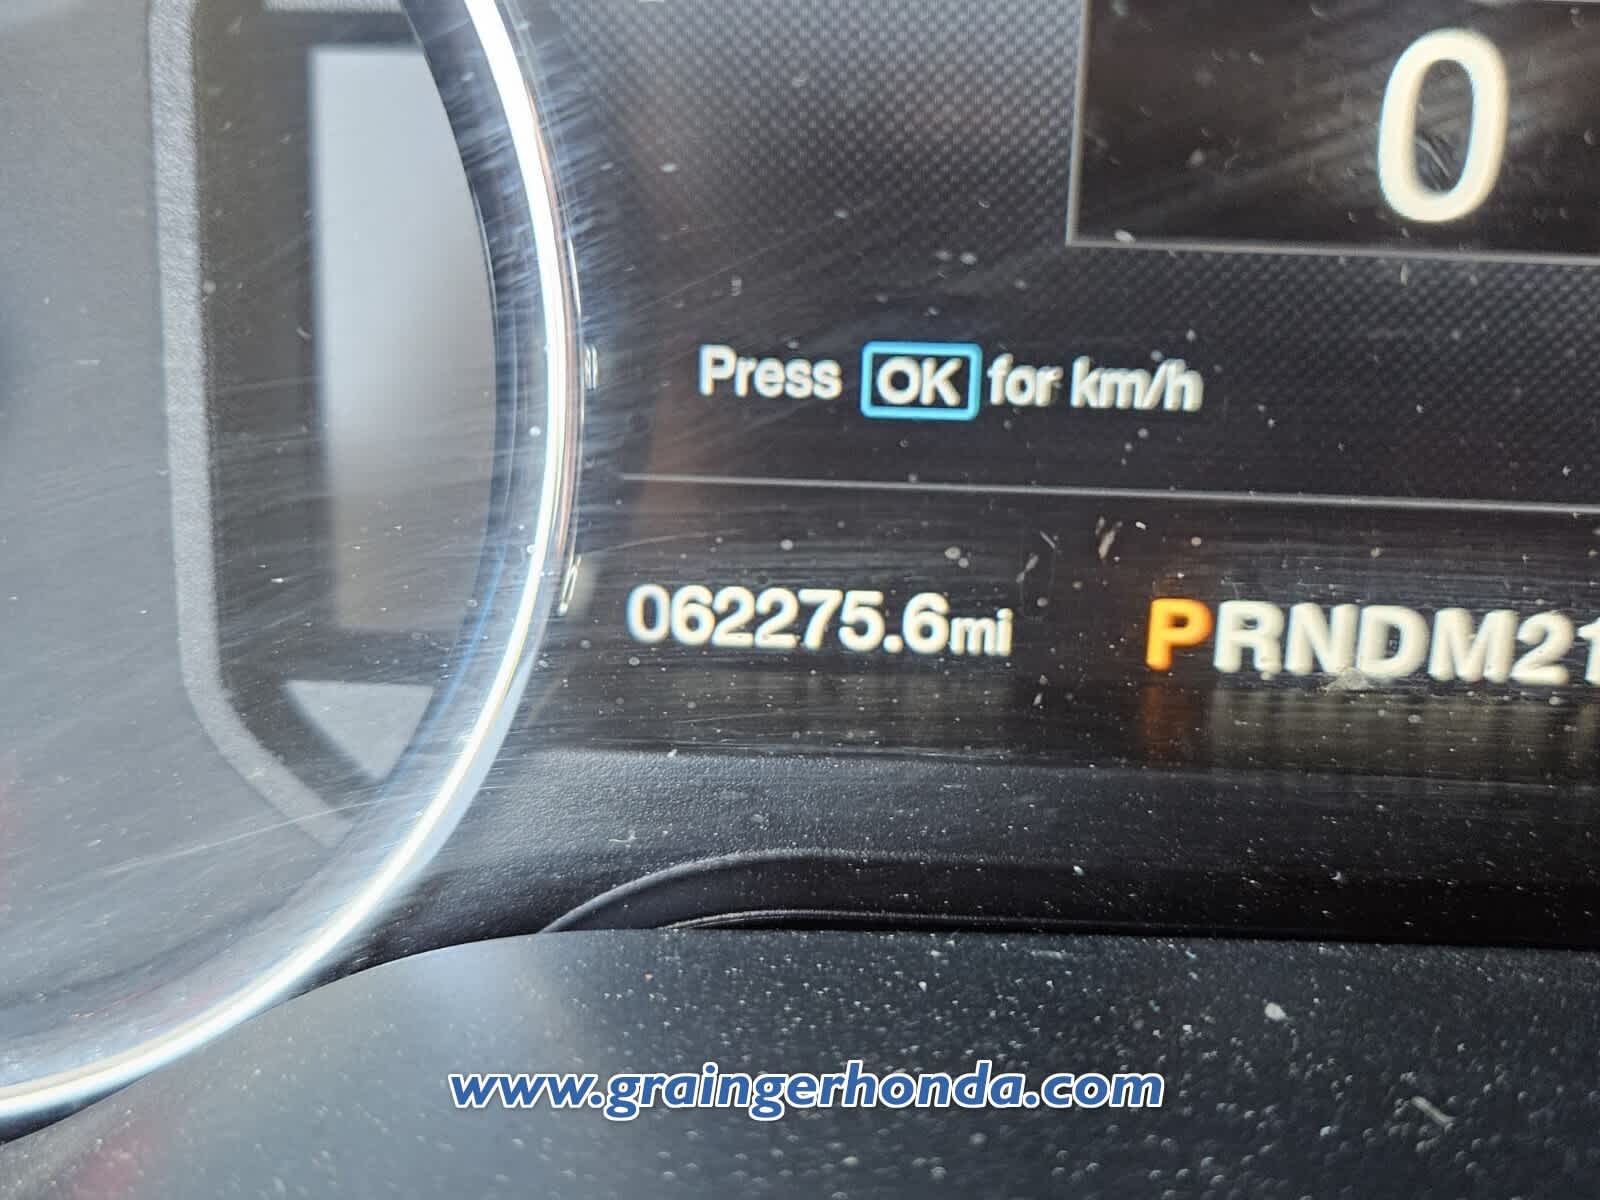 0
Press OK for km/h
062275.6mi PRNDM21
www.graingerhonda.com